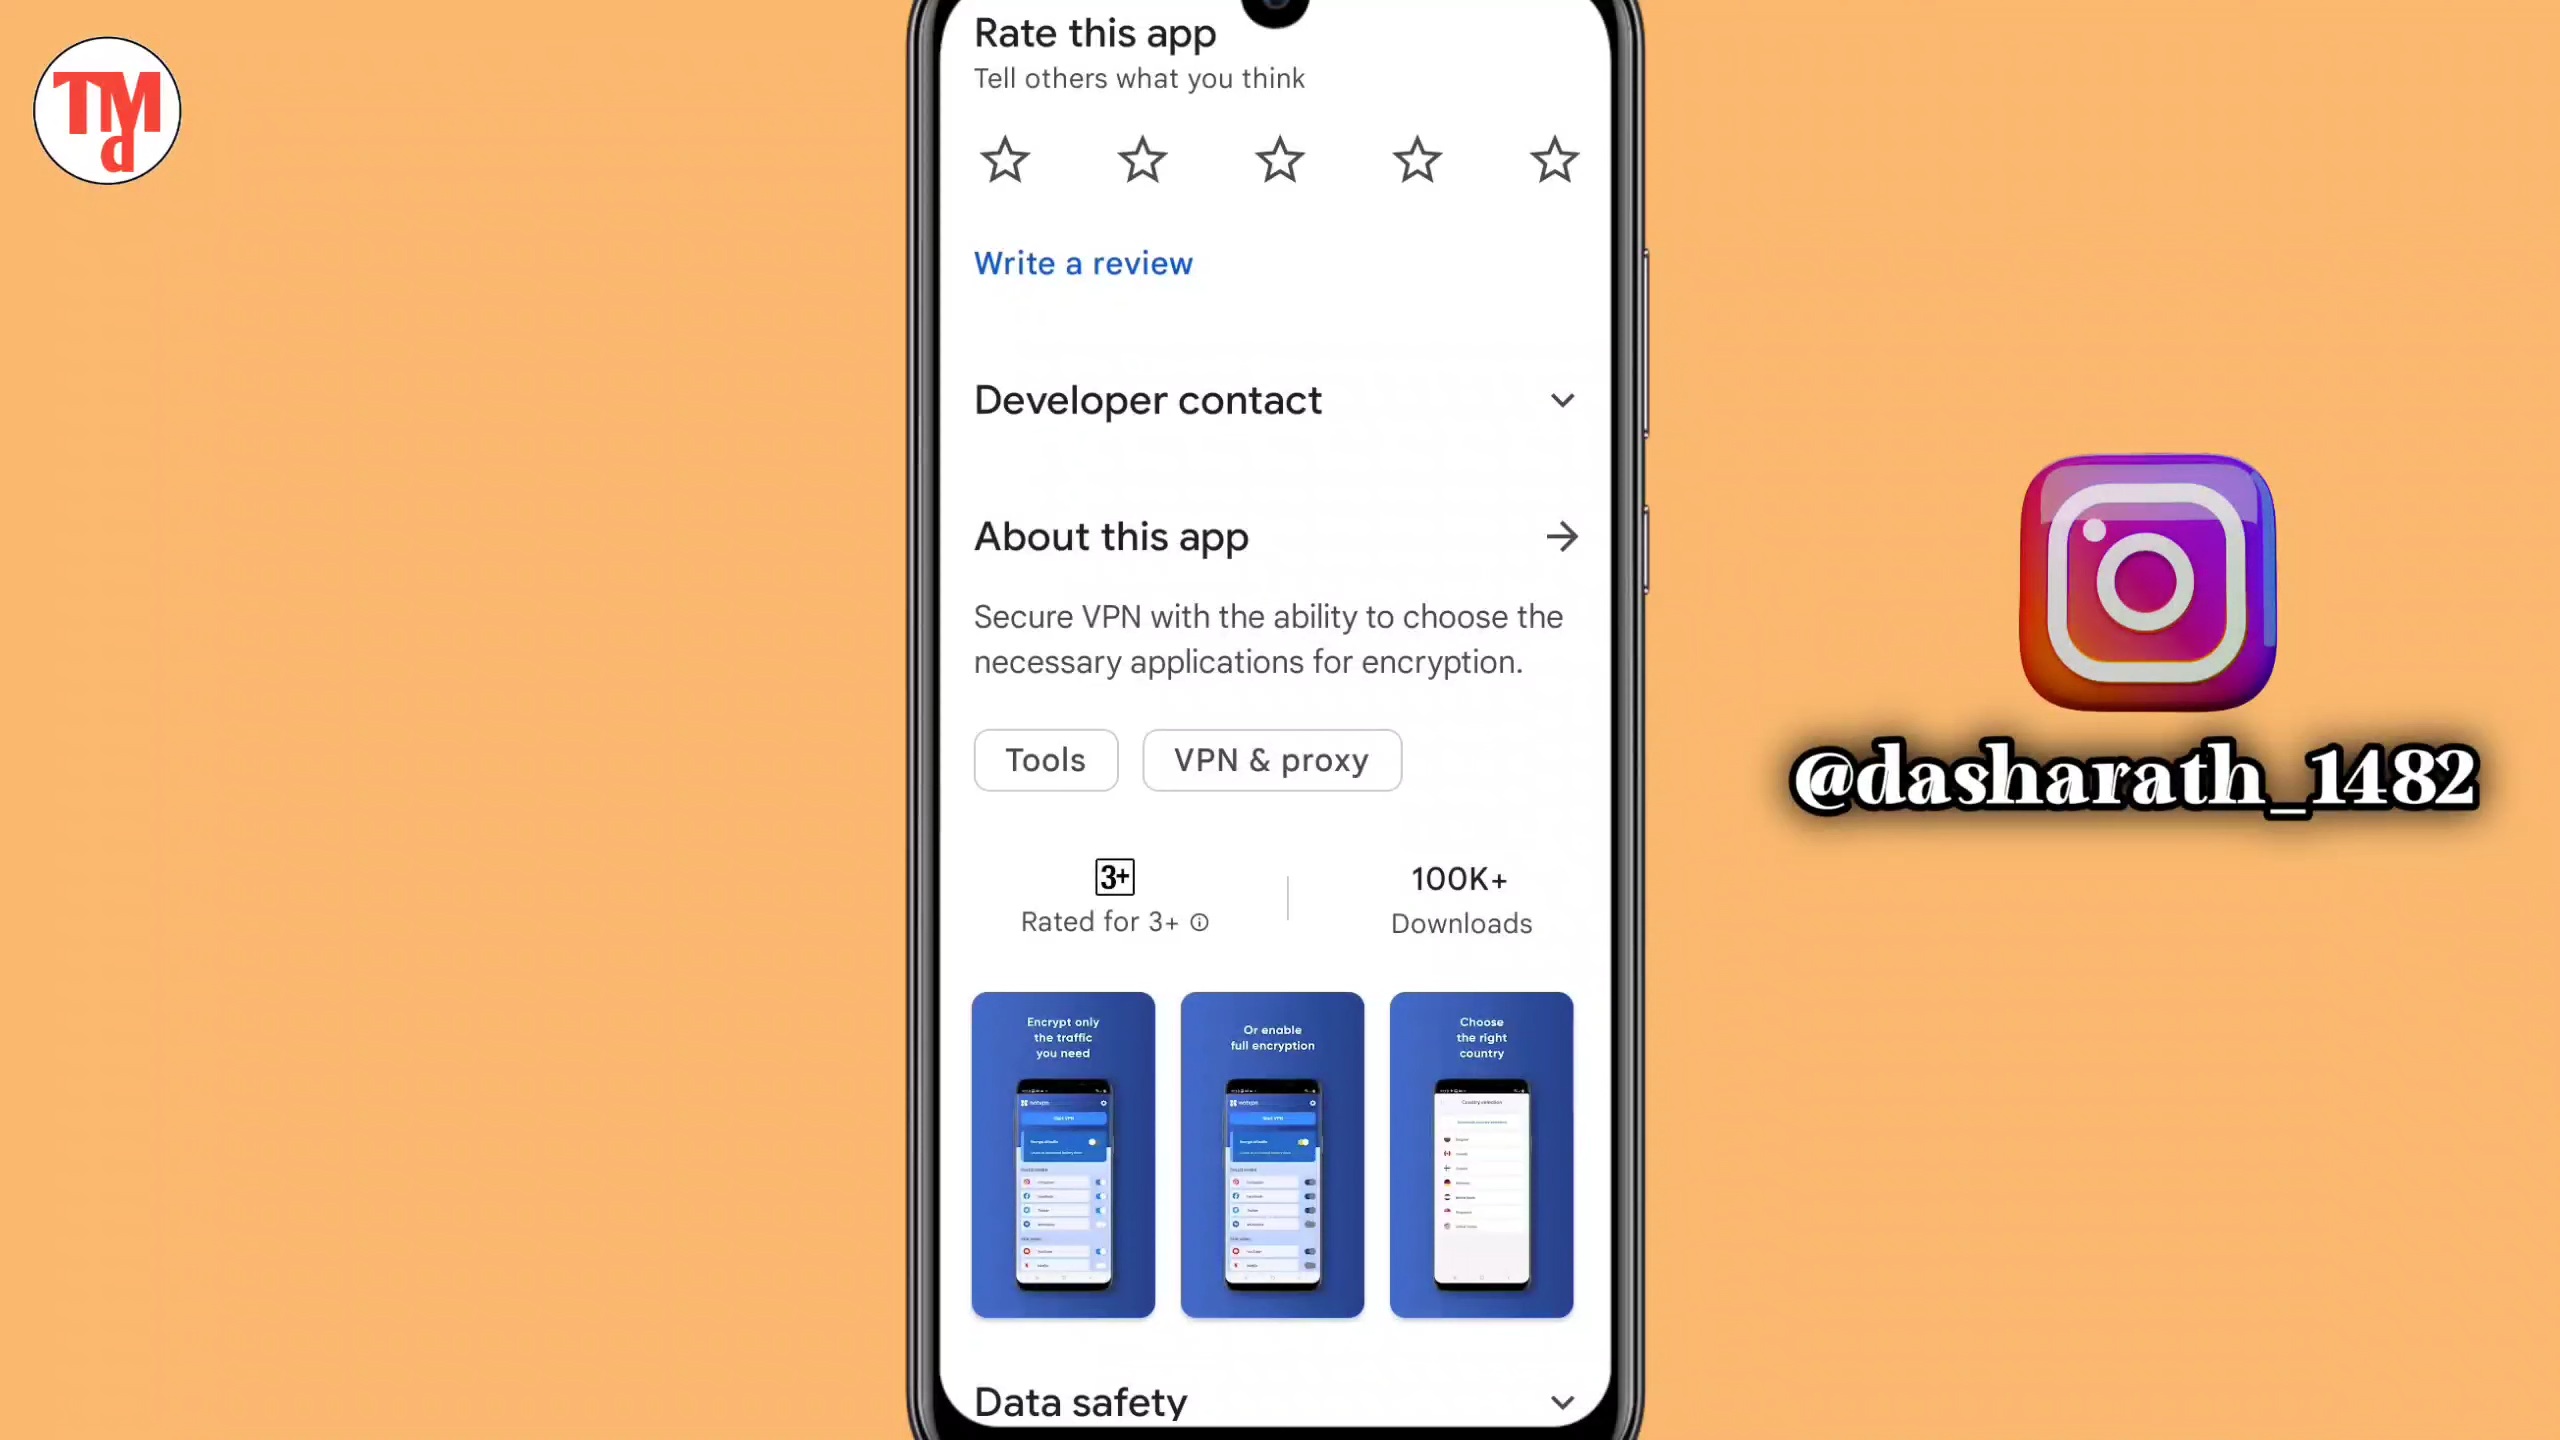 TMd
Rate this app
Tell others what you think
Write a review
Developer contact
About this app
Secure VPN with the ability to choose the
necessary applications for encryption.
Tools
VPN & proxy
3+
Rated for 3+
100K+
Downloads
Encrypt only
the traffic
you need
Or enable
full encryption
Choose
the right
country
Country selection
Data safety
@dasharath_1482